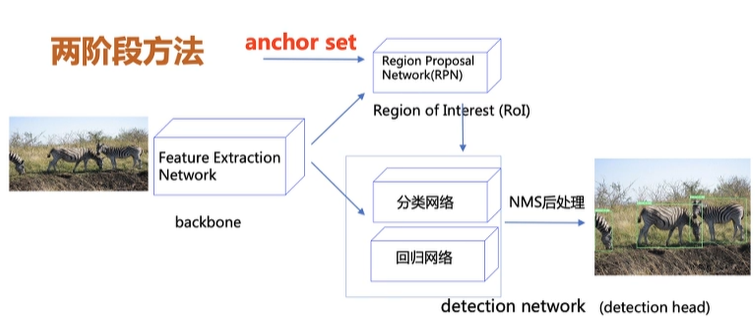 两阶段方法
anchor set
Region Proposal
Network(RPN)
Region of Interest (RoI)
Feature Extraction
Network
backbone
分类网络
回归网络
NMS后处理
detection network (detection head)